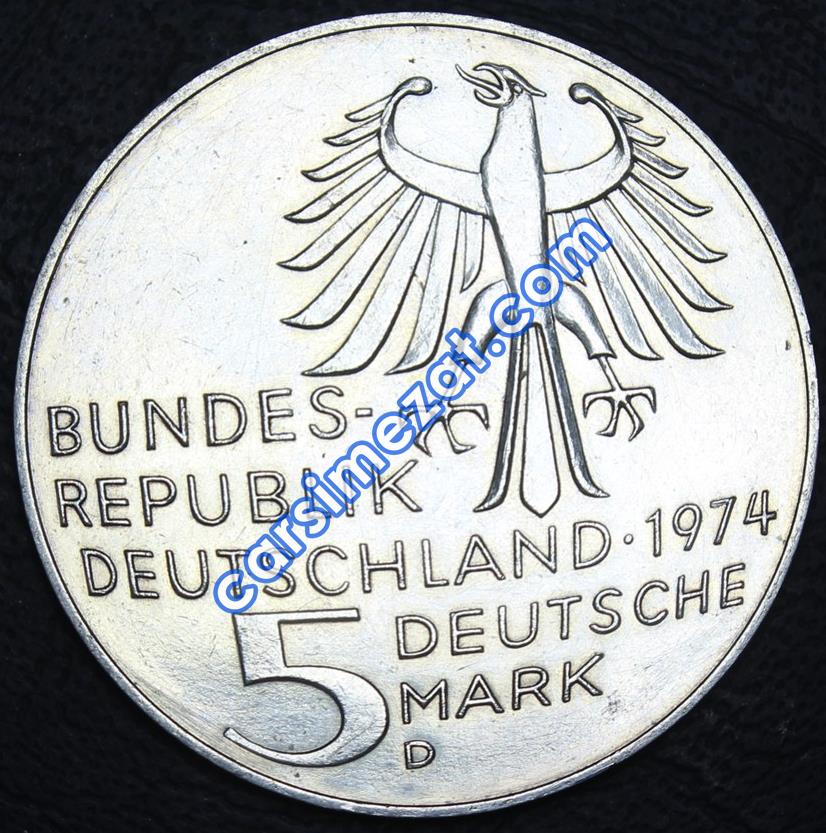 BUNDES-
REPUBLIK
DEUTSCHLAND · 1974
5 DEUTSCHE
MARK
D
carsimezat.com